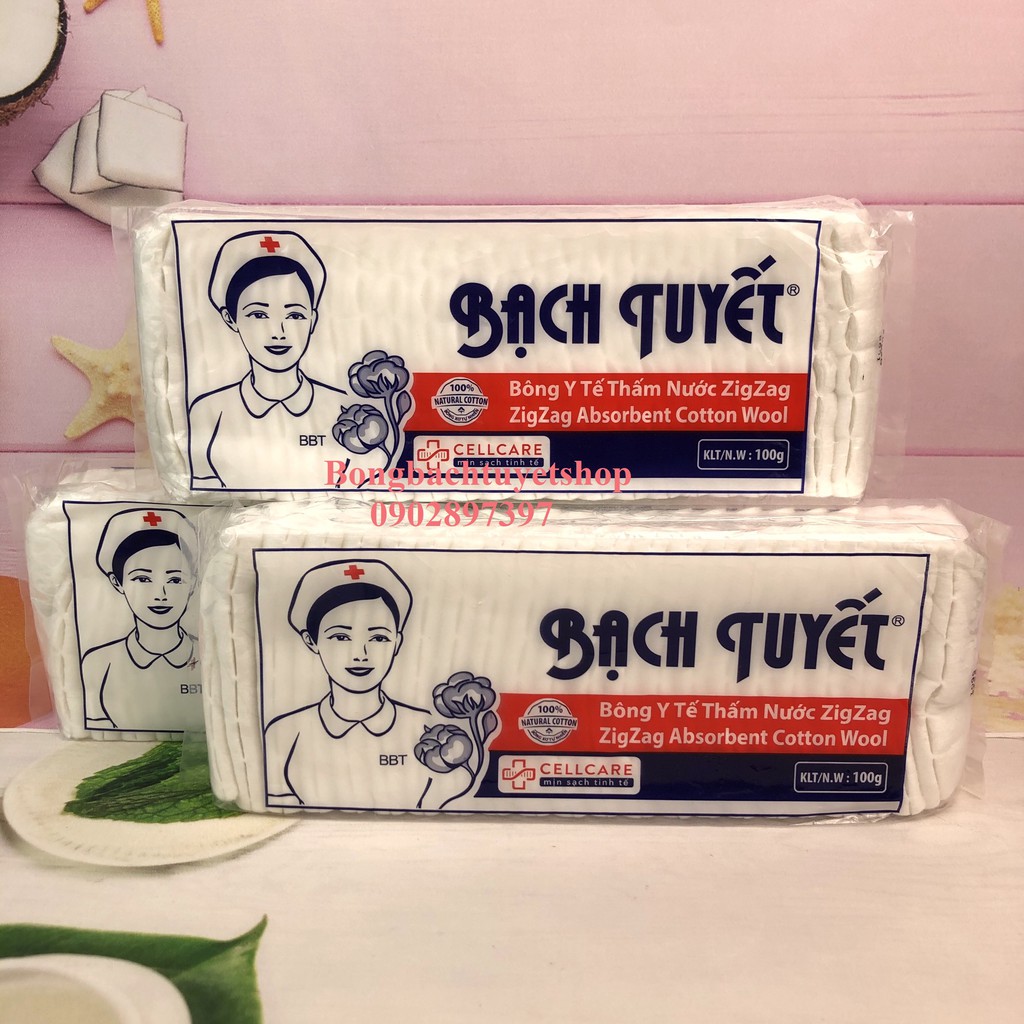 BẠCH TUYẾT®
Bông Y Tế Thấm Nước ZigZag
ZigZag Absorbent Cotton Wool
100%
NATURAL COTTON
BBT
CELLCARE
mịn sạch tinh tế
KLT/N.W : 100g
Bongbachtuyetshop
0902897397
BBT
BẠCH TUYẾT®
Bông Y Tế Thấm Nước ZigZag
ZigZag Absorbent Cotton Wool
100%
NATURAL COTTON
BBT
CELLCARE
mịn sạch tinh tế
KLT/N.W : 100g